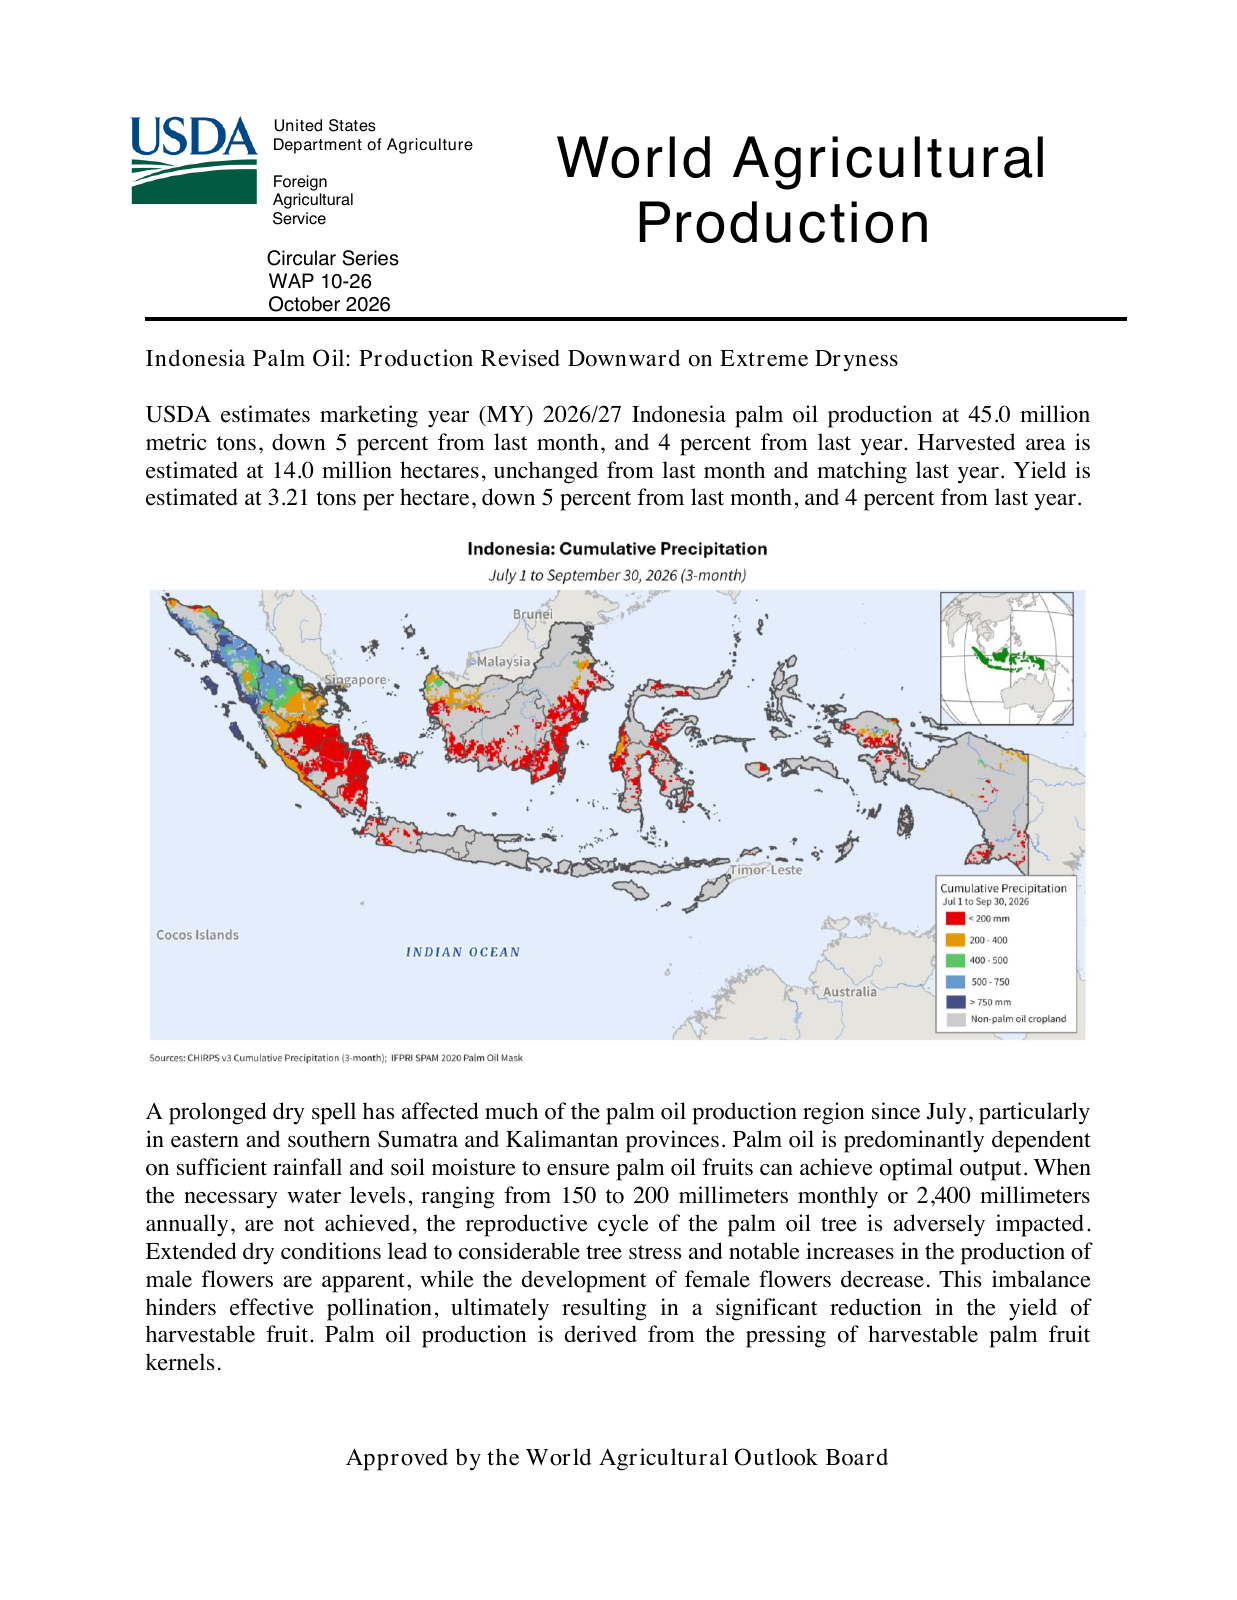 USDA
United States
Department of Agriculture
Foreign
Agricultural
Service
Circular Series
WAP 10-26
October 2026
World Agricultural
Production
Indonesia Palm Oil: Production Revised Downward on Extreme Dryness
USDA estimates marketing year (MY) 2026/27 Indonesia palm oil production at 45.0 million
metric tons, down 5 percent from last month, and 4 percent from last year. Harvested area is
estimated at 14.0 million hectares, unchanged from last month and matching last year. Yield is
estimated at 3.21 tons per hectare, down 5 percent from last month, and 4 percent from last year.
Indonesia: Cumulative Precipitation
July 1 to September 30, 2026 (3-month)
Brunei
Malaysia
Singapore
Timor-Leste
Cocos Islands
INDIAN OCEAN
Australia
Cumulative Precipitation
Jul 1 to Sep 30, 2026
< 200 mm
200 - 400
400 - 500
500 - 750
> 750 mm
Non-palm oil cropland
Sources: CHIRPS v3 Cumulative Precipitation (3-month); IFPRI SPAM 2020 Palm Oil Mask
A prolonged dry spell has affected much of the palm oil production region since July, particularly
in eastern and southern Sumatra and Kalimantan provinces. Palm oil is predominantly dependent
on sufficient rainfall and soil moisture to ensure palm oil fruits can achieve optimal output. When
the necessary water levels, ranging from 150 to 200 millimeters monthly or 2,400 millimeters
annually, are not achieved, the reproductive cycle of the palm oil tree is adversely impacted.
Extended dry conditions lead to considerable tree stress and notable increases in the production of
male flowers are apparent, while the development of female flowers decrease. This imbalance
hinders effective pollination, ultimately resulting in a significant reduction in the yield of
harvestable fruit. Palm oil production is derived from the pressing of harvestable palm fruit
kernels.
Approved by the World Agricultural Outlook Board